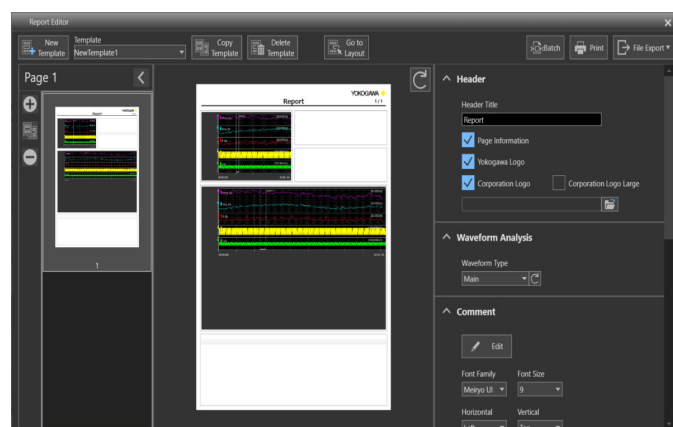 Report Editor
x
New Template
Template
NewTemplate1
Copy Template
Delete Template
Go to Layout
Batch
Print
File Export
Page 1
Report
YOKOGAWA
1
YOKOGAWA
Report
1/1
Header
Header Title
Report
Page Information
Yokogawa Logo
Corporation Logo
Corporation Logo Large
Waveform Analysis
Waveform Type
Main
Comment
Edit
Font Family
Font Size
Meiryo UI
9
Horizontal
Vertical